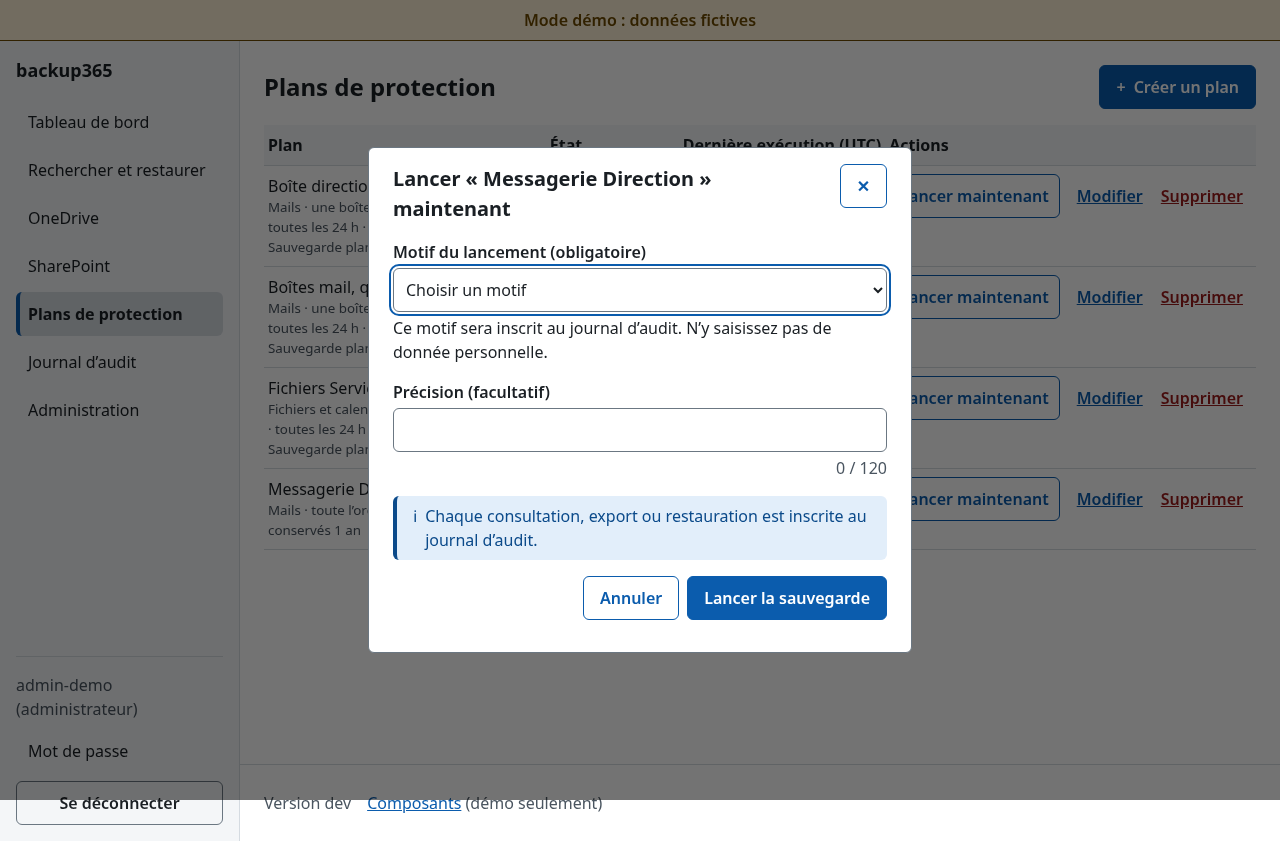 Mode démo : données fictives
backup365
Tableau de bord
Rechercher et restaurer
OneDrive
SharePoint
Plans de protection
Journal d’audit
Administration
admin-demo
(administrateur)
Mot de passe
Se déconnecter
Plans de protection
+ Créer un plan
Plan État Dernière exécution (UTC) Actions
Boîte directio
Mails · une boîte
toutes les 24 h ·
Sauvegarde plan
ancer maintenant Modifier Supprimer
Boîtes mail, q
Mails · une boîte
toutes les 24 h ·
Sauvegarde plan
ancer maintenant Modifier Supprimer
Fichiers Servi
Fichiers et calen
· toutes les 24 h
Sauvegarde plan
ancer maintenant Modifier Supprimer
Messagerie D
Mails · toute l’or
conservés 1 an
ancer maintenant Modifier Supprimer
Lancer « Messagerie Direction »
maintenant
×
Motif du lancement (obligatoire)
Choisir un motif
Ce motif sera inscrit au journal d’audit. N’y saisissez pas de
donnée personnelle.
Précision (facultatif)
0 / 120
i Chaque consultation, export ou restauration est inscrite au
journal d’audit.
Annuler
Lancer la sauvegarde
Version dev Composants (démo seulement)